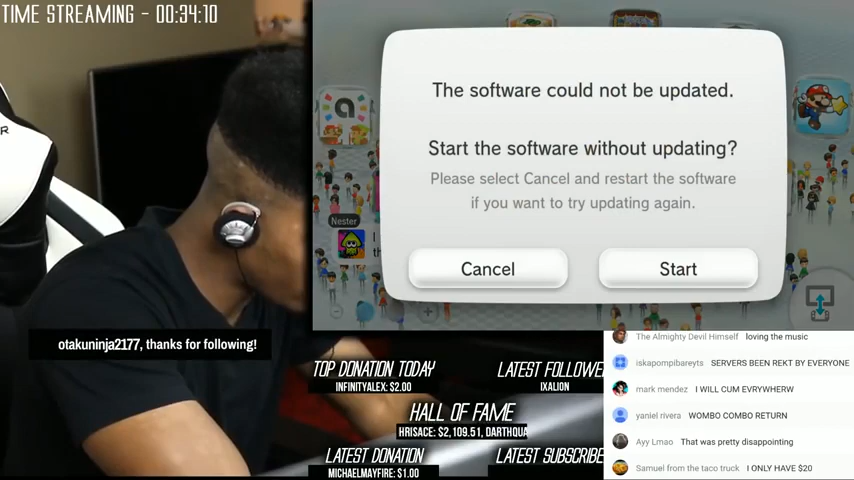 TIME STREAMING - 00:34:10
The software could not be updated.
Start the software without updating?
Please select Cancel and restart the software
if you want to try updating again.
Nester
Cancel
Start
otakuninja2177, thanks for following!
TOP DONATION TODAY
INFINITYALEX: $2.00
LATEST FOLLOWE
IXALION
HALL OF FAME
HRISACE: $2,109.51, DARTHQUA
LATEST DONATION
MICHAELMAYFIRE: $1.00
LATEST SUBSCRIBE
The Almighty Devil Himself loving the music
iskapompibareyts SERVERS BEEN REKT BY EVERYONE
mark mendez I WILL CUM EVRYWHERW
yaniel rivera WOMBO COMBO RETURN
Ayy Lmao That was pretty disappointing
Samuel from the taco truck I ONLY HAVE $20